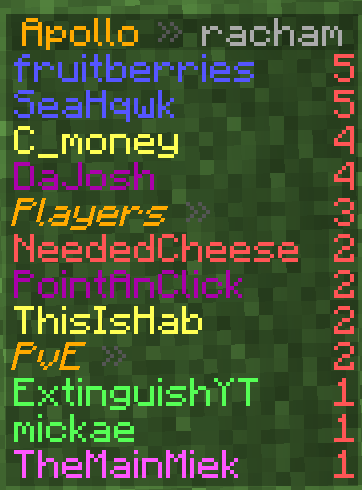 Apollo » racham
fruitberries 5
SeaHqwk 5
C_money 4
DaJosh 4
Players » 3
NeededCheese 2
PointAnClick 2
ThisIsHab 2
PvE » 2
ExtinguishYT 1
mickae 1
TheMainMiek 1